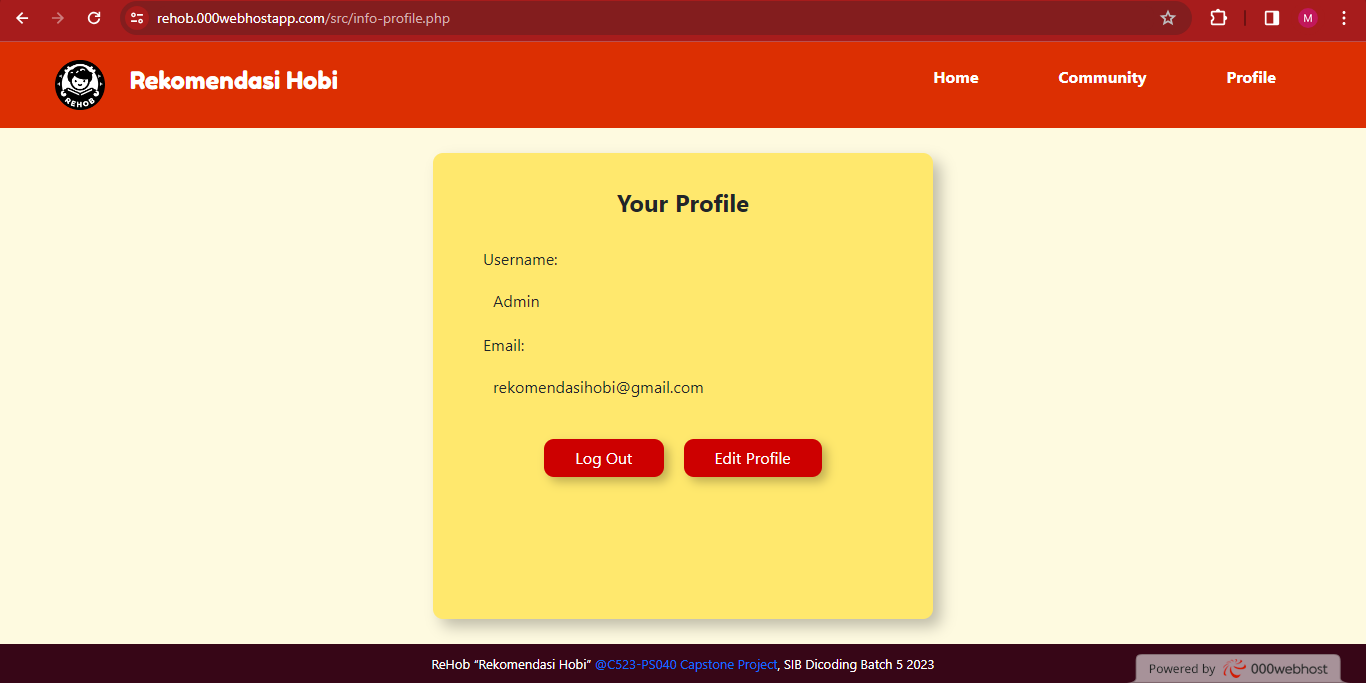 rehob.000webhostapp.com/src/info-profile.php
M
REHOB
Rekomendasi Hobi
Home Community Profile
Your Profile
Username:
Admin
Email:
rekomendasihobi@gmail.com
Log Out Edit Profile
ReHob “Rekomendasi Hobi” @C523-PS040 Capstone Project, SIB Dicoding Batch 5 2023
Powered by 000webhost